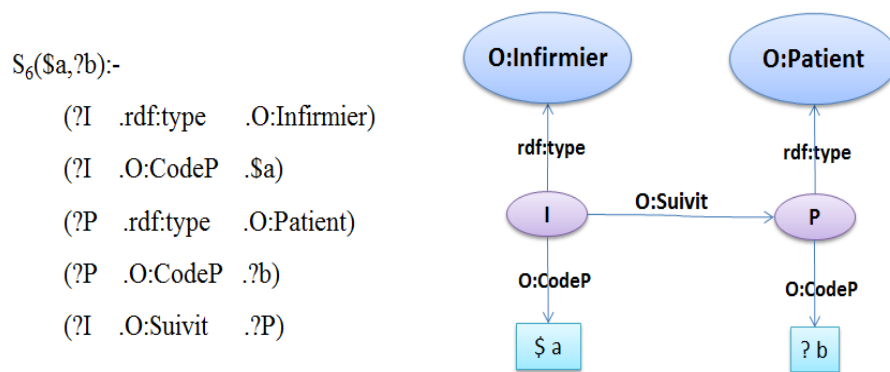 S₆($a,?b):-
(?I .rdf:type .O:Infirmier)
(?I .O:CodeP .$a)
(?P .rdf:type .O:Patient)
(?P .O:CodeP .?b)
(?I .O:Suivit .?P)
O:Infirmier O:Patient
rdf:type rdf:type
O:Suivit
I P
O:CodeP O:CodeP
$ a ? b